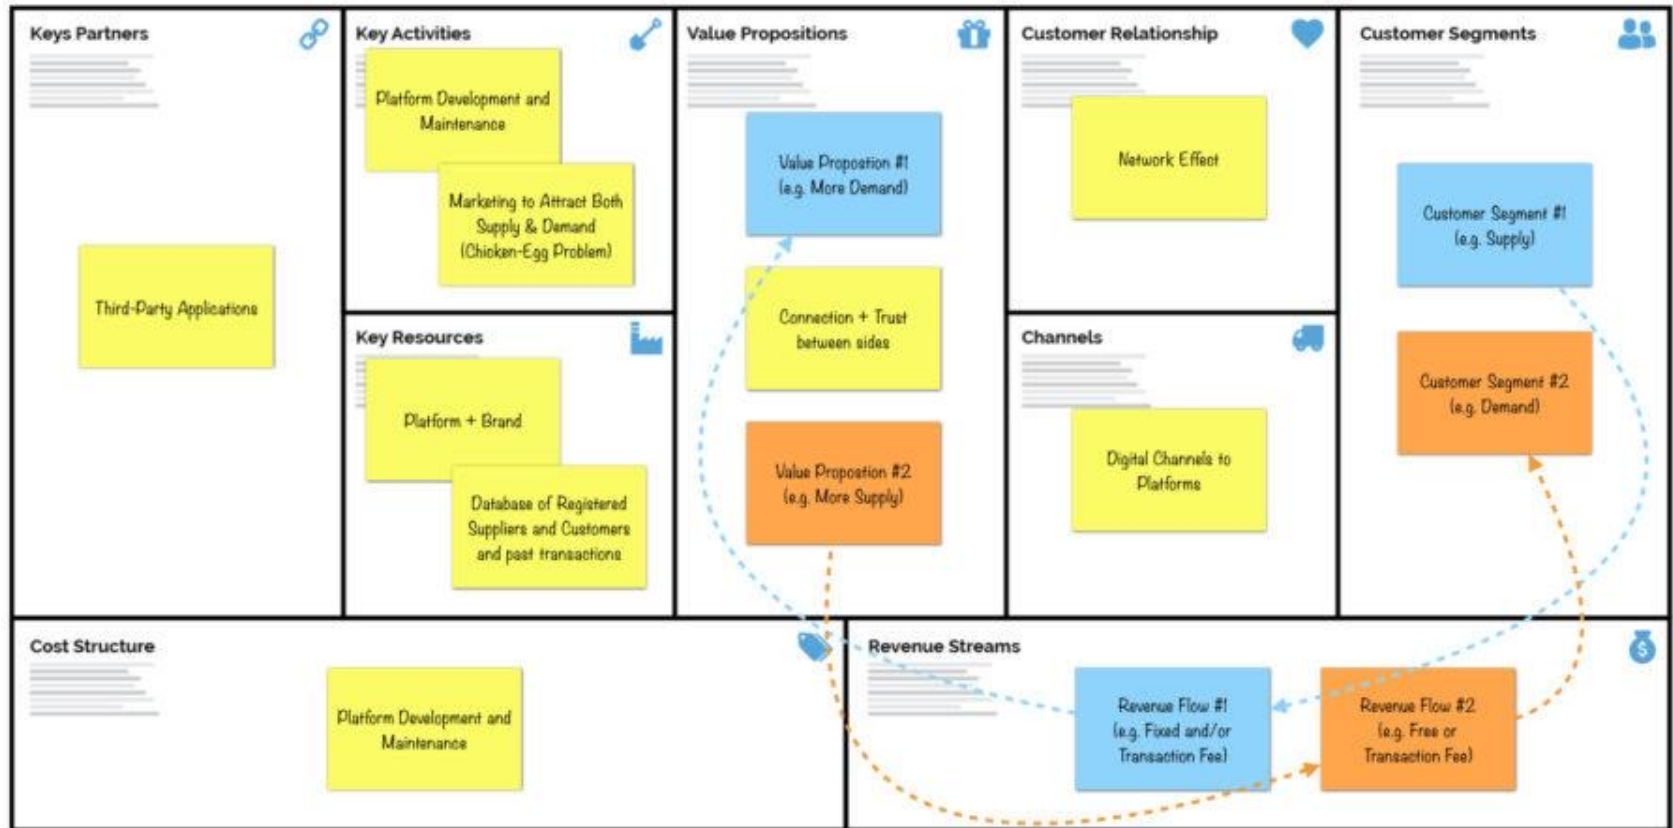 Keys Partners
Third-Party Applications
Key Activities
Platform Development and
Maintenance
Marketing to Attract Both
Supply & Demand
(Chicken-Egg Problem)
Key Resources
Platform + Brand
Database of Registered
Suppliers and Customers
and past transactions
Value Propositions
Value Propostion #1
(e.g. More Demand)
Connection + Trust
between sides
Value Propostion #2
(e.g. More Supply)
Customer Relationship
Network Effect
Channels
Digital Channels to
Platforms
Customer Segments
Customer Segment #1
(e.g. Supply)
Customer Segment #2
(e.g. Demand)
Cost Structure
Platform Development and
Maintenance
Revenue Streams
Revenue Flow #1
(e.g. Fixed and/or
Transaction Fee)
Revenue Flow #2
(e.g. Free or
Transaction Fee)
$